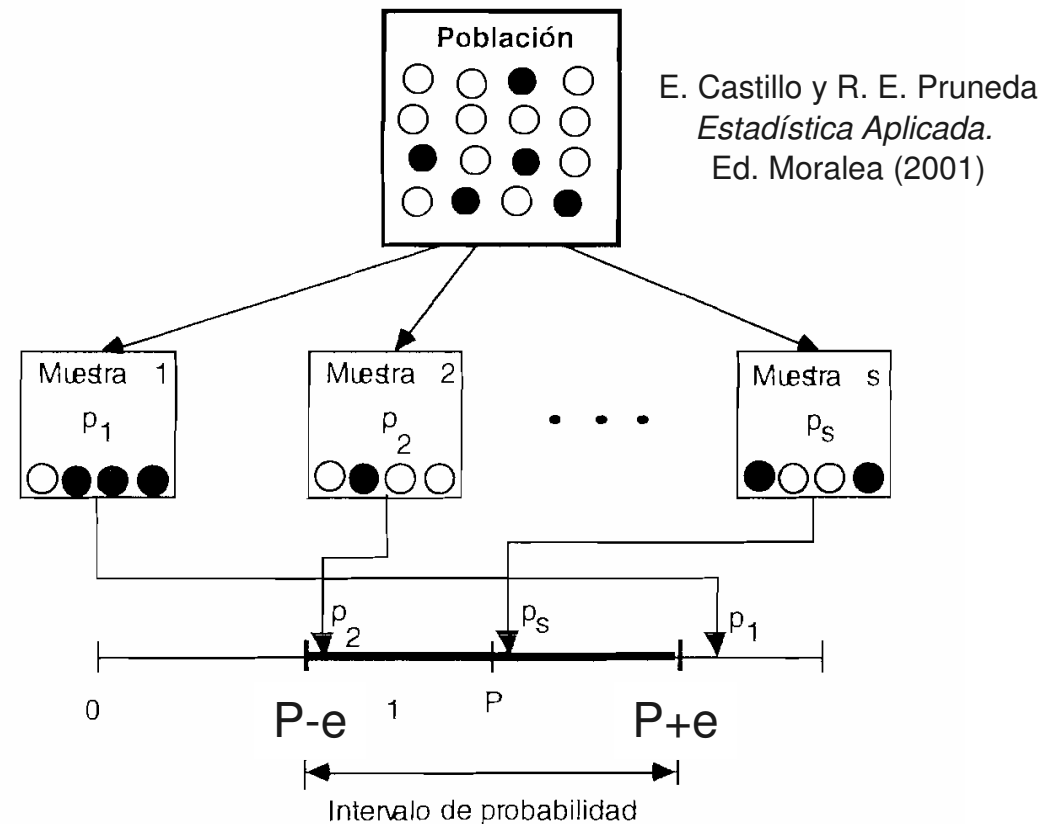 Población
E. Castillo y R. E. Pruneda
Estadística Aplicada.
Ed. Moralea (2001)
Muestra 1
p1
Muestra 2
p2
. . .
Muestra s
ps
p2
ps
p1
0
P-e
1
P
P+e
Intervalo de probabilidad